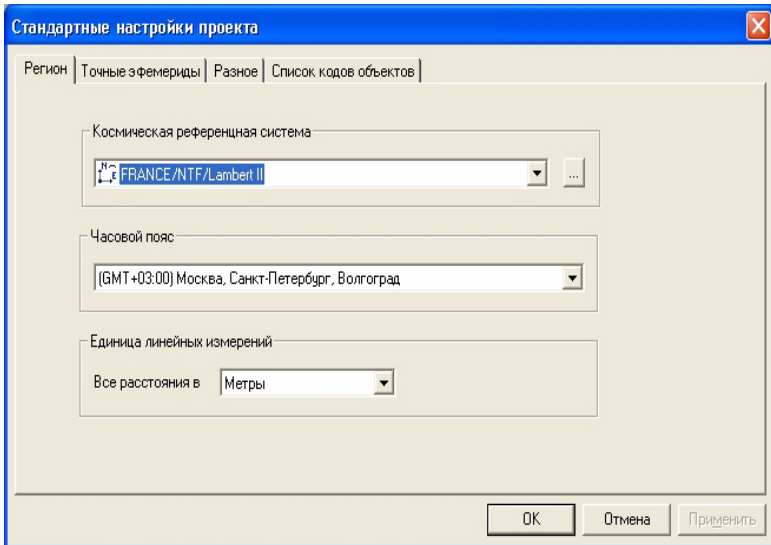 Стандартные настройки проекта
Регион Точные эфемериды Разное Список кодов объектов
Космическая референцная система
FRANCE/NTF/Lambert II ...
Часовой пояс
(GMT+03:00) Москва, Санкт-Петербург, Волгоград
Единица линейных измерений
Все расстояния в Метры
OK Отмена Применить